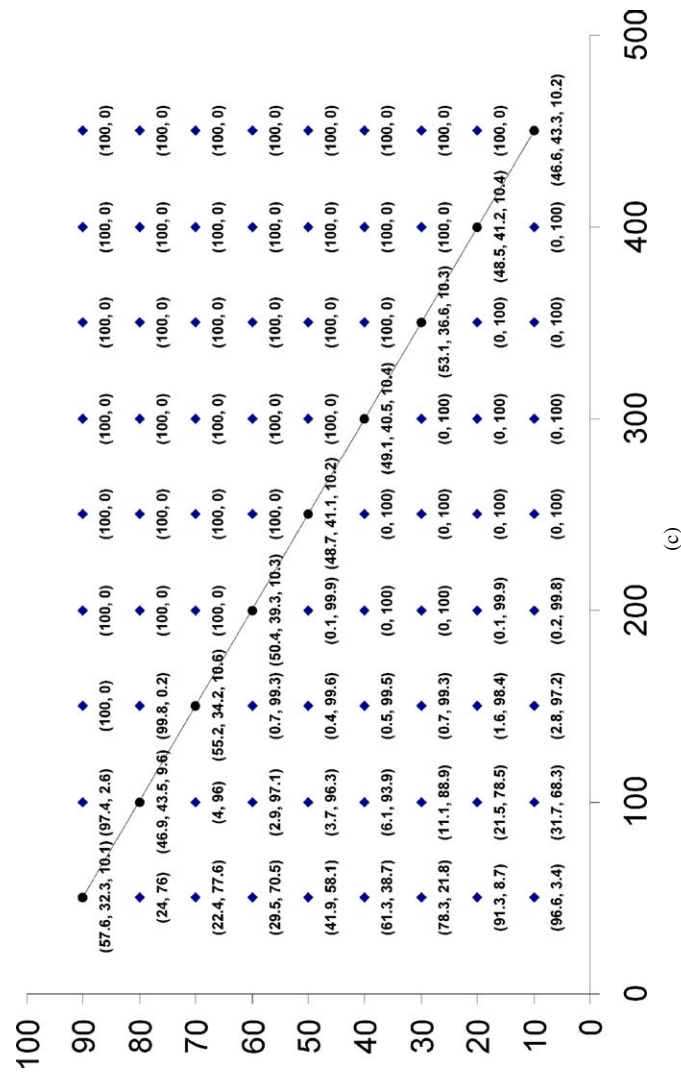 100
90
(57.6, 32.3, 10.1) (97.4, 2.6) (100, 0) (100, 0) (100, 0) (100, 0) (100, 0) (100, 0) (100, 0)
80
(24, 76) (46.9, 43.5, 9.6) (99.8, 0.2) (100, 0) (100, 0) (100, 0) (100, 0) (100, 0) (100, 0)
70
(22.4, 77.6) (4, 96) (55.2, 34.2, 10.6) (100, 0) (100, 0) (100, 0) (100, 0) (100, 0) (100, 0)
60
(29.5, 70.5) (2.9, 97.1) (0.7, 99.3) (50.4, 39.3, 10.3) (100, 0) (100, 0) (100, 0) (100, 0) (100, 0)
50
(41.9, 58.1) (3.7, 96.3) (0.4, 99.6) (0.1, 99.9) (48.7, 41.1, 10.2) (100, 0) (100, 0) (100, 0) (100, 0)
40
(61.3, 38.7) (6.1, 93.9) (0.5, 99.5) (0, 100) (0, 100) (49.1, 40.5, 10.4) (100, 0) (100, 0) (100, 0)
30
(78.3, 21.8) (11.1, 88.9) (0.7, 99.3) (0, 100) (0, 100) (0, 100) (53.1, 36.6, 10.3) (100, 0) (100, 0)
20
(91.3, 8.7) (21.5, 78.5) (1.6, 98.4) (0.1, 99.9) (0, 100) (0, 100) (0, 100) (48.5, 41.2, 10.4) (100, 0)
10
(96.6, 3.4) (31.7, 68.3) (2.8, 97.2) (0.2, 99.8) (0, 100) (0, 100) (0, 100) (0, 100) (46.6, 43.3, 10.2)
0
0 100 200 300 400 500
(c)